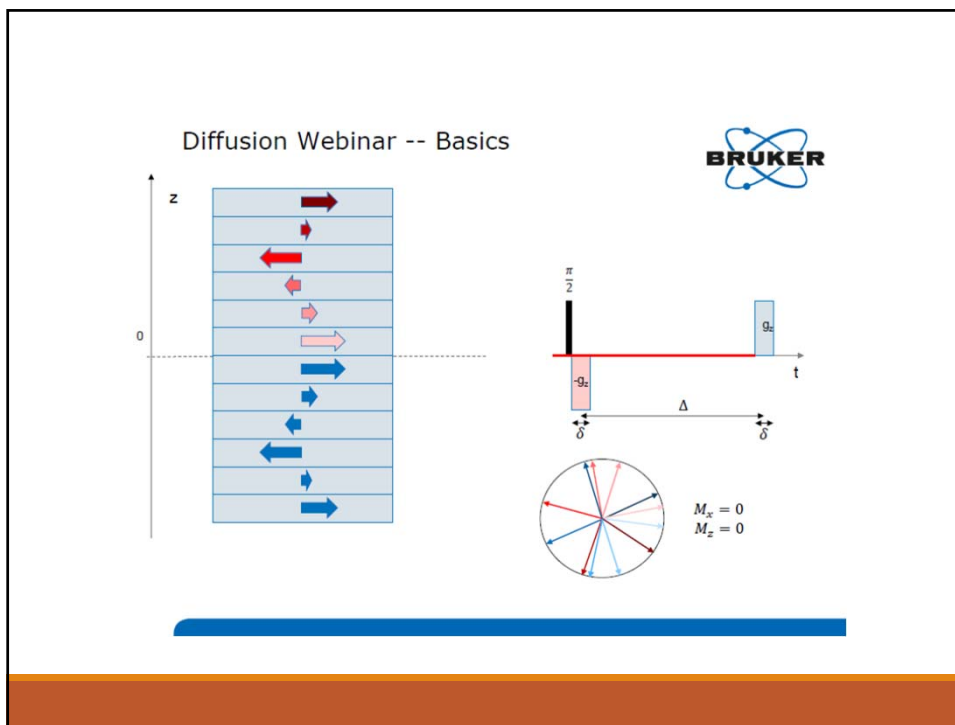 Diffusion Webinar -- Basics
BRUKER
z
0
π/2
-g_z
g_z
t
Δ
δ
δ
M_x = 0
M_z = 0